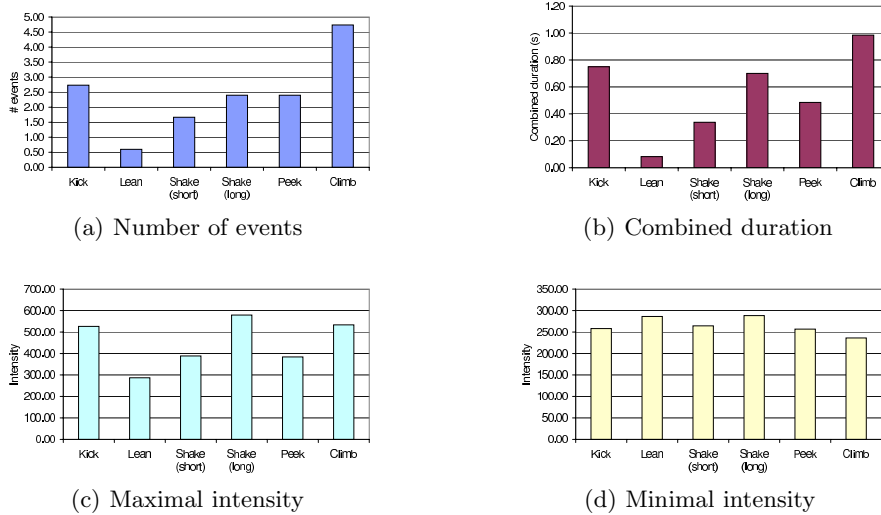 5.00
4.50
4.00
3.50
3.00
2.50
2.00
1.50
1.00
0.50
0.00
# events
Kick Lean Shake (short) Shake (long) Peek Climb
(a) Number of events
1.20
1.00
0.80
0.60
0.40
0.20
0.00
Combined duration (s)
Kick Lean Shake (short) Shake (long) Peek Climb
(b) Combined duration
700.00
600.00
500.00
400.00
300.00
200.00
100.00
0.00
Intensity
Kick Lean Shake (short) Shake (long) Peek Climb
(c) Maximal intensity
350.00
300.00
250.00
200.00
150.00
100.00
50.00
0.00
Intensity
Kick Lean Shake (short) Shake (long) Peek Climb
(d) Minimal intensity